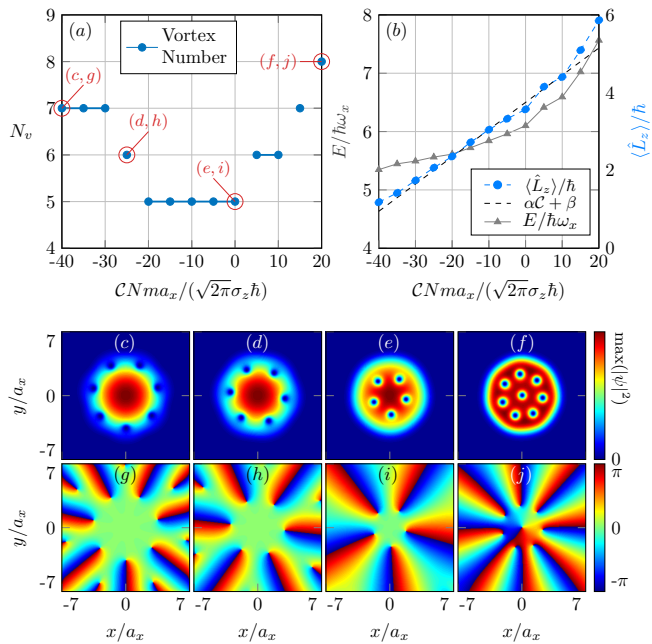 (a)
Vortex
Number
(c, g)
(d, h)
(e, i)
(f, j)
9
8
7
6
5
4
N_v
-40 -30 -20 -10 0 10 20
𝒞Nma_x/(√2πσ_zħ)
(b)
8
7
6
5
4
E/ħω_x
6
4
2
0
⟨L̂_z⟩/ħ
⟨L̂_z⟩/ħ
α𝒞 + β
E/ħω_x
-40 -30 -20 -10 0 10 20
𝒞Nma_x/(√2πσ_zħ)
(c) (d) (e) (f)
7
0
-7
y/a_x
max(|ψ|²)
0
(g) (h) (i) (j)
7
0
-7
y/a_x
π
0
-π
-7 0 7 -7 0 7 -7 0 7 -7 0 7
x/a_x x/a_x x/a_x x/a_x